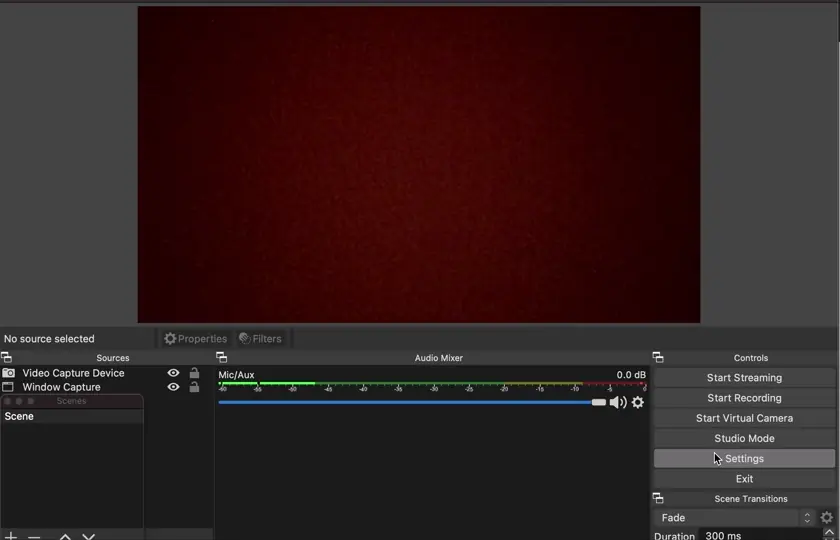 No source selected
Properties
Filters
Sources
Audio Mixer
Controls
Video Capture Device
Window Capture
Scenes
Scene
Mic/Aux
0.0 dB
-60 -55 -50 -45 -40 -35 -30 -25 -20 -15 -10 -5 0
Start Streaming
Start Recording
Start Virtual Camera
Studio Mode
Settings
Exit
Scene Transitions
Fade
Duration 300 ms